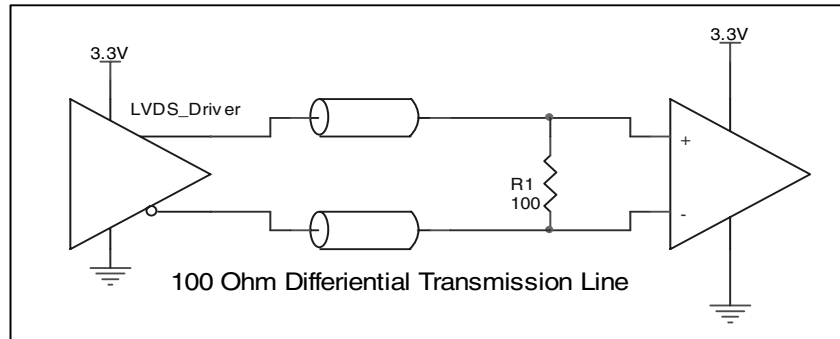 3.3V
3.3V
LVDS_Driver
+
R1
100
-
100 Ohm Differiential Transmission Line